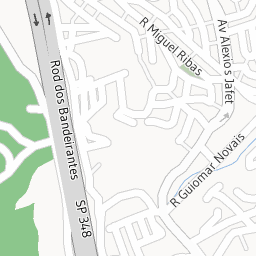 R Miguel Ribas
Av Alexios Jafet
Rod dos Bandeirantes
R Guiomar Novais
SP 348